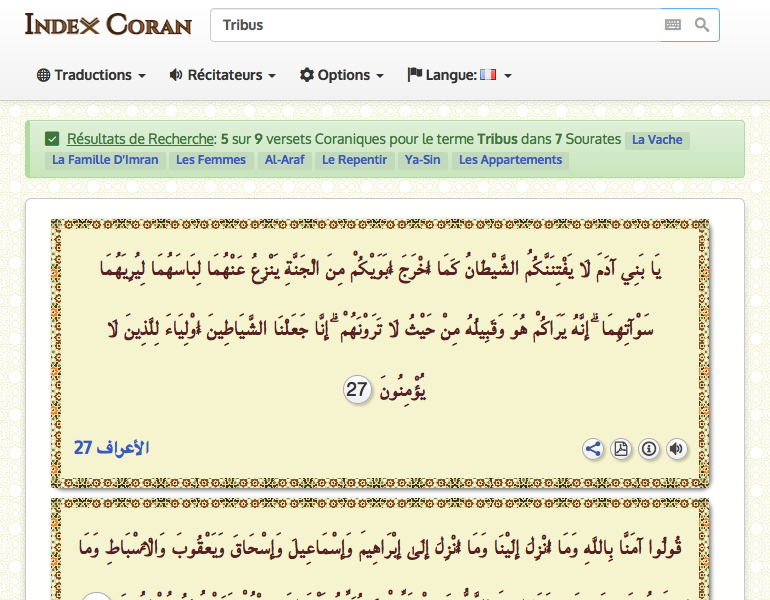 INDEX CORAN
Tribus
Traductions
Récitateurs
Options
Langue:
Résultats de Recherche: 5 sur 9 versets Coraniques pour le terme Tribus dans 7 Sourates La Vache
La Famille D'Imran Les Femmes Al-Araf Le Repentir Ya-Sin Les Appartements
يَا بَنِي آدَمَ لَا يَفْتِنَنَّكُمُ الشَّيْطَانُ كَمَا أَخْرَجَ أَبَوَيْكُمْ مِنَ الْجَنَّةِ يَنْزِعُ عَنْهُمَا لِبَاسَهُمَا لِيُرِيَهُمَا
سَوْآتِهِمَا ۗ إِنَّهُ يَرَاكُمْ هُوَ وَقَبِيلُهُ مِنْ حَيْثُ لَا تَرَوْنَهُمْ ۗ إِنَّا جَعَلْنَا الشَّيَاطِينَ أَوْلِيَاءَ لِلَّذِينَ لَا
يُؤْمِنُونَ 27
الأعراف 27
قُولُوا آمَنَّا بِاللَّهِ وَمَا أُنْزِلَ إِلَيْنَا وَمَا أُنْزِلَ إِلَى إِبْرَاهِيمَ وَإِسْمَاعِيلَ وَإِسْحَاقَ وَيَعْقُوبَ وَالْأَسْبَاطِ وَمَا